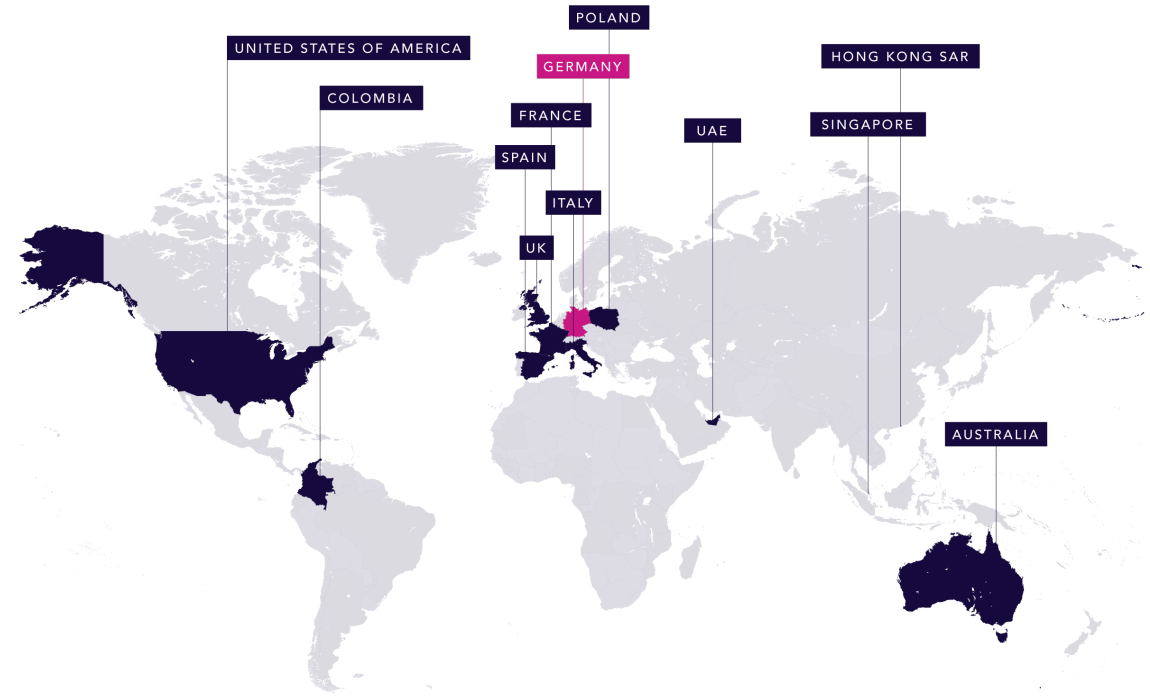 POLAND
UNITED STATES OF AMERICA
HONG KONG SAR
GERMANY
COLOMBIA
FRANCE
SINGAPORE
UAE
SPAIN
ITALY
UK
AUSTRALIA